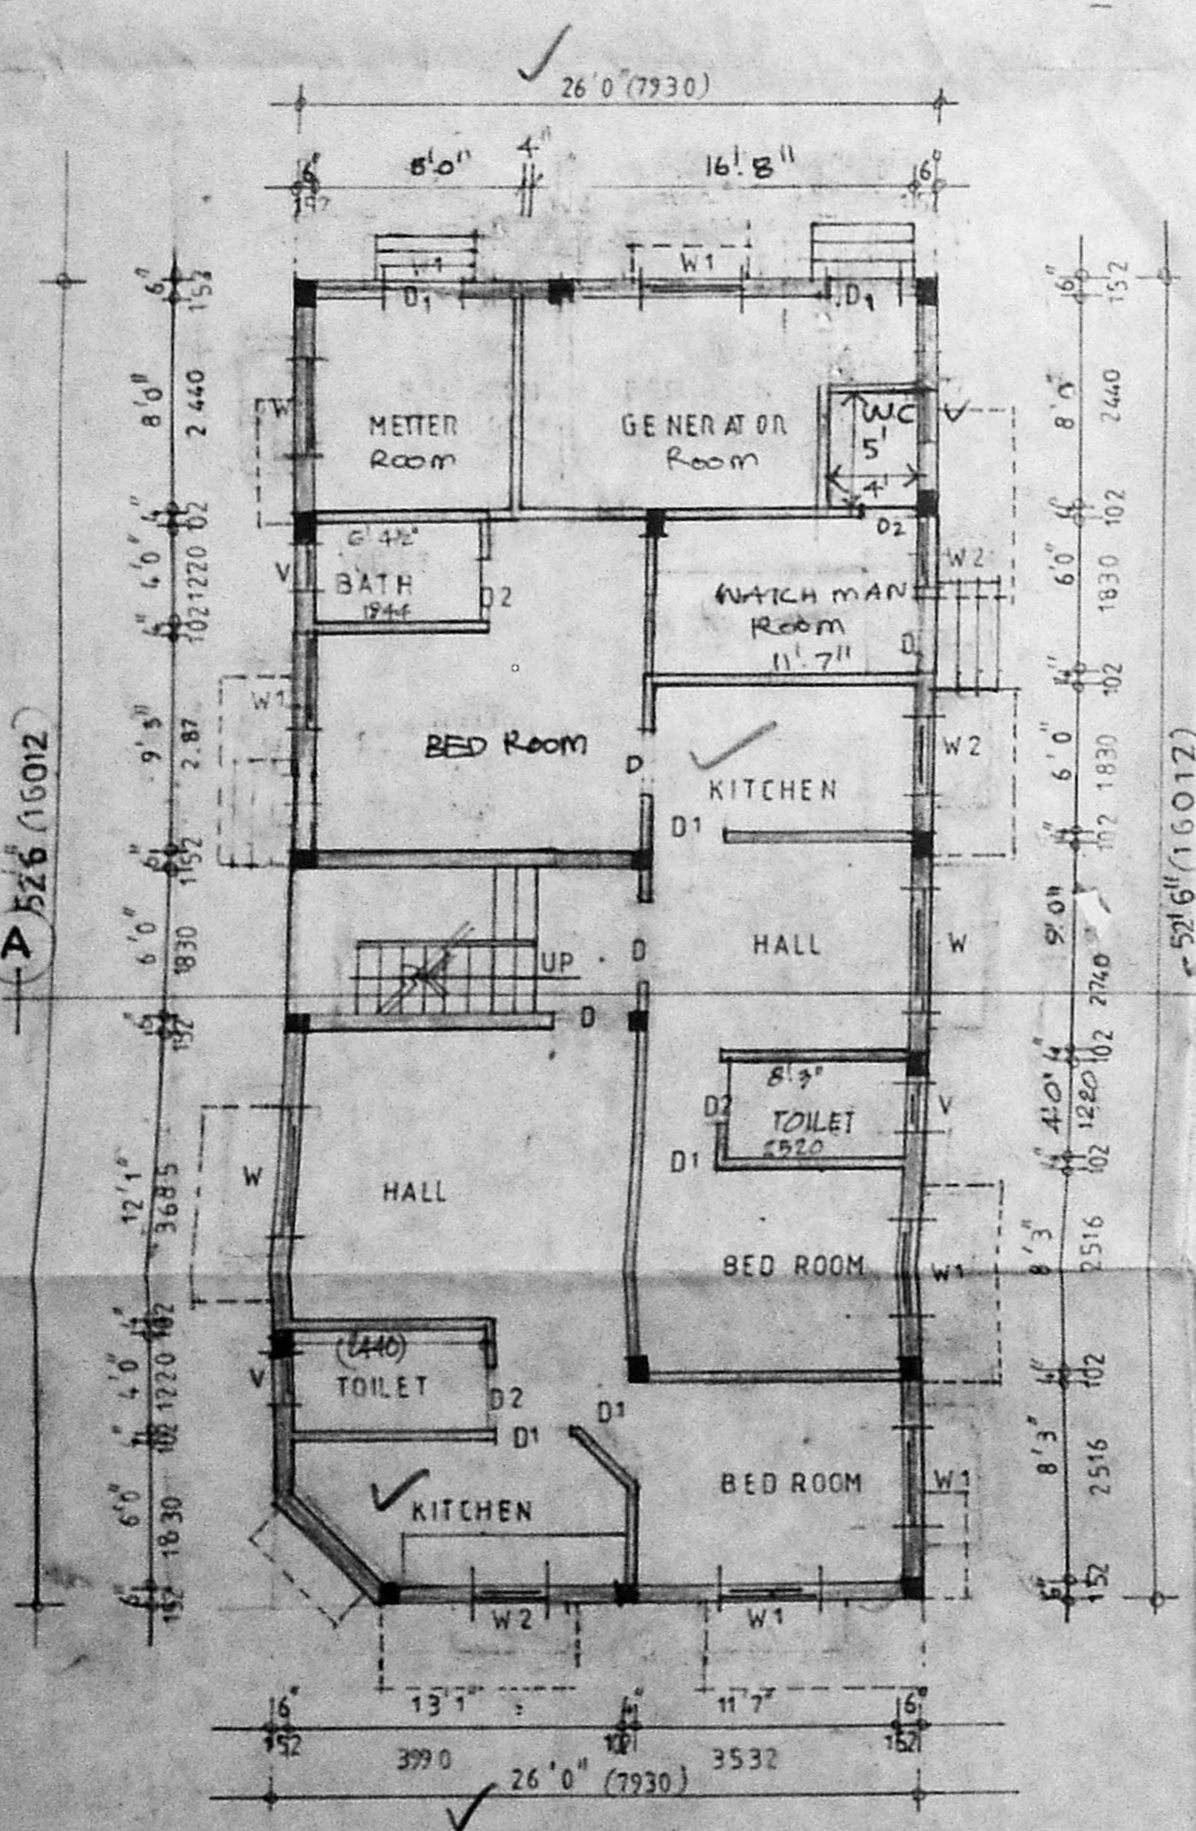 26'0"(7930)
6" 8'0" 4" 16'.8" 6"
W1
W1
D1
D1
6"
152
8'0"
2440
4"
102
4'0"
1220
4"
102
9'3"
2.87
6"
152
6'0"
1830
6"
152
12'1"
3685
4"
102
4'0"
1220
4"
102
6'0"
1830
6"
152
A 52'6" (16012)
W
METTER
ROOM
GENERATOR
ROOM
WC
5'
4'
V
D2
6'4½"
BATH
1944
V
D2
WATCH MAN
ROOM
11'.7"
D
W2
W1
BED ROOM
D
KITCHEN
W2
D1
UP
D
HALL
W
D
8'.3"
D2
TOILET
2520
V
D1
W
HALL
BED ROOM
W1
(2440)
TOILET
V
D2
D1
D1
KITCHEN
BED ROOM
W1
W2
W1
6"
152
8'0"
2440
4"
102
6'0"
1830
4"
102
6'0"
1830
4"
102
9'.0"
2740
4"
102
4'.0"
1220
4"
102
8'3"
2516
4"
102
8'3"
2516
6"
152
52'.6" (16012)
6" 13'1" 4" 11'7" 6"
152 3990 102 3532 152
26'0" (7930)